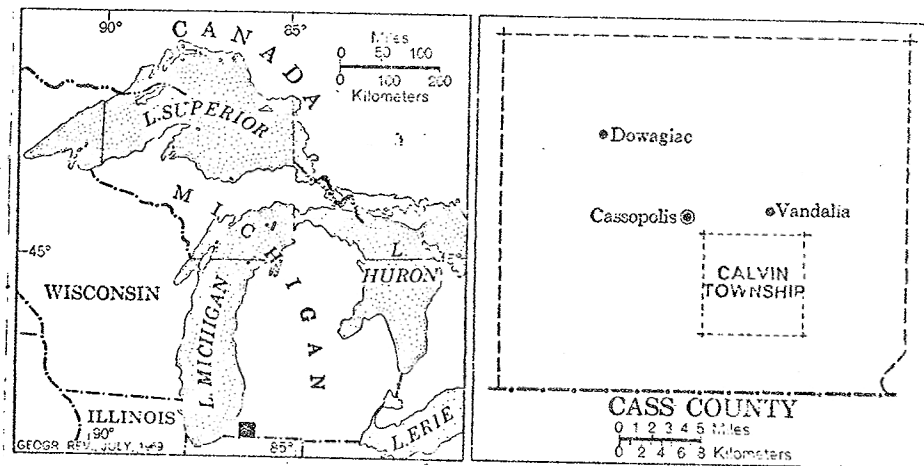 90°
85°
CANADA
Miles
0 50 100
0 100 200
Kilometers
L. SUPERIOR
MICHIGAN
45°
L.
HURON
WISCONSIN
L. MICHIGAN
ILLINOIS
90°
85°
L. ERIE
GEOGR. REV., JULY, 1969
Dowagiac
Cassopolis
Vandalia
CALVIN
TOWNSHIP
CASS COUNTY
0 1 2 3 4 5 Miles
0 2 4 6 8 Kilometers